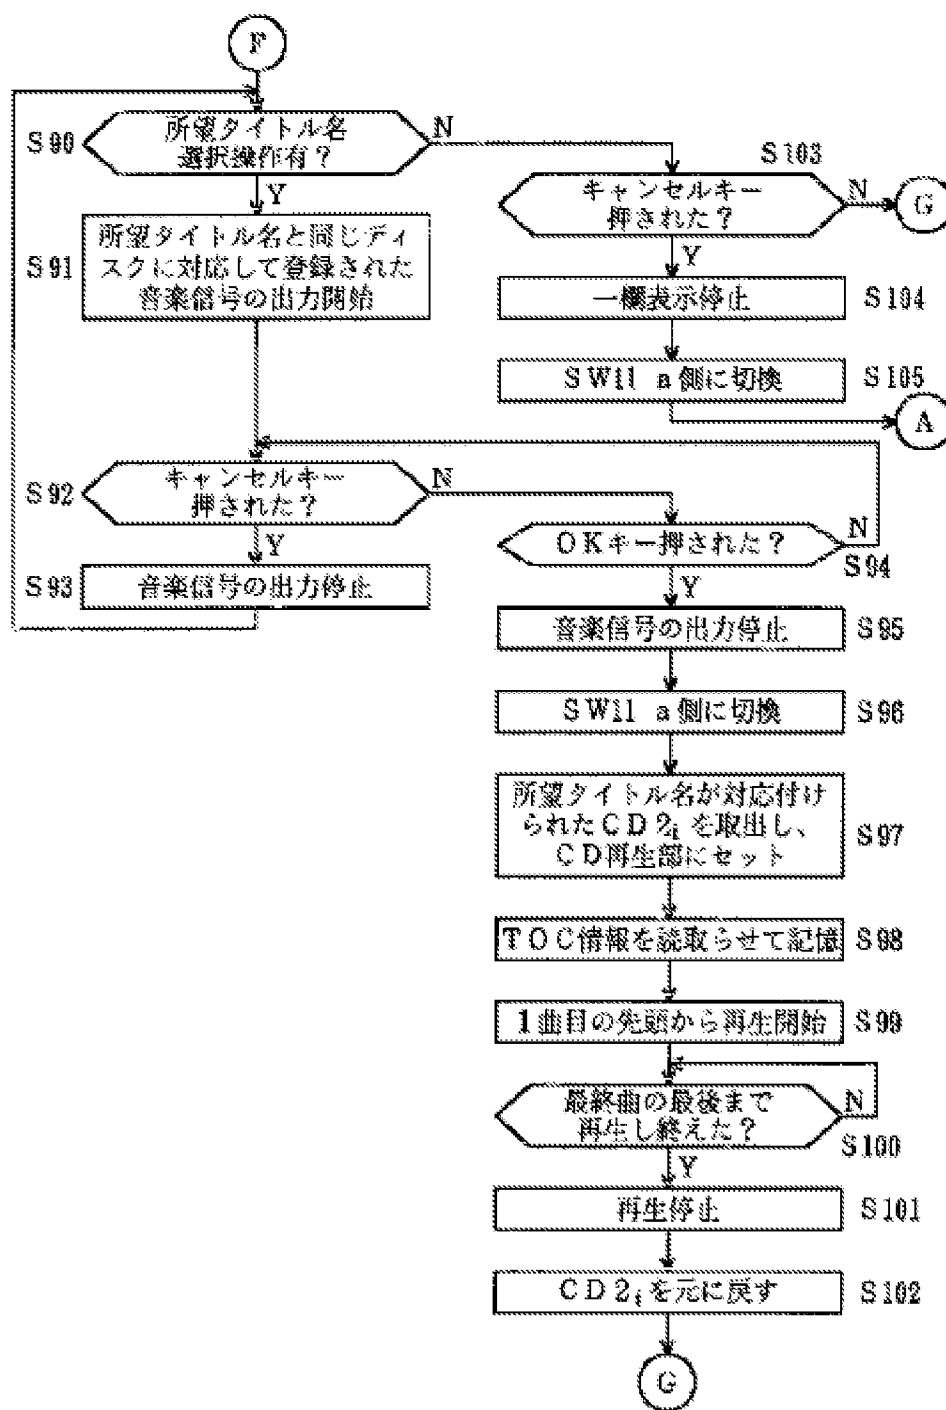 F
S90
所望タイトル名
選択操作有？
N
Y
S91
所望タイトル名と同じディ
スクに対応して登録された
音楽信号の出力開始
S103
キャンセルキー
押された？
N
G
Y
一欄表示停止
S104
SW11 a側に切換
S105
A
S92
キャンセルキー
押された？
N
Y
S93
音楽信号の出力停止
OKキー押された？
N
S94
Y
音楽信号の出力停止
S95
SW11 a側に切換
S96
所望タイトル名が対応付け
られたCD2iを取出し、
CD再生部にセット
S97
TOC情報を読取らせて記憶
S98
1曲目の先頭から再生開始
S99
最終曲の最後まで
再生し終えた？
N
S100
Y
再生停止
S101
CD2iを元に戻す
S102
G